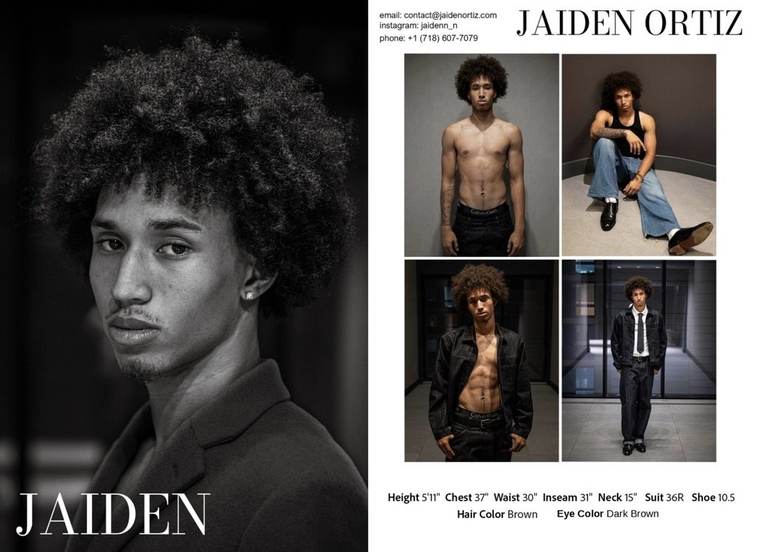 JAIDEN
email: contact@jaidenortiz.com
instagram: jaidenn_n
phone: +1 (718) 607-7079
JAIDEN ORTIZ
Height 5'11" Chest 37" Waist 30" Inseam 31" Neck 15" Suit 36R Shoe 10.5
Hair Color Brown Eye Color Dark Brown